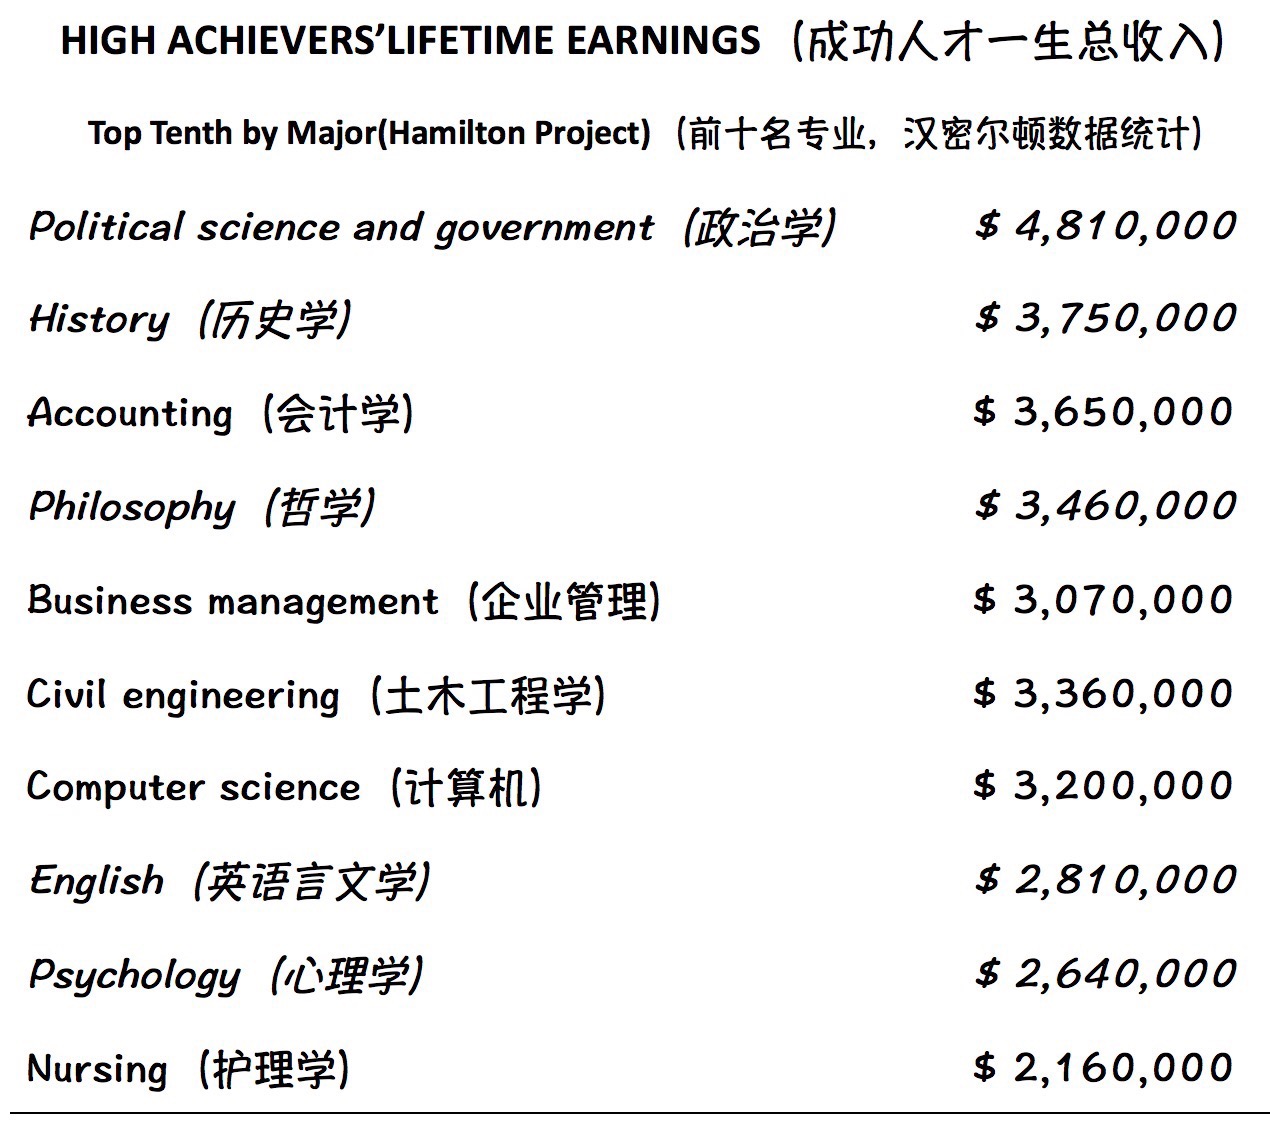 HIGH ACHIEVERS’LIFETIME EARNINGS（成功人才一生总收入）
Top Tenth by Major(Hamilton Project)（前十名专业，汉密尔顿数据统计）
Political science and government（政治学） $ 4,810,000
History（历史学） $ 3,750,000
Accounting（会计学） $ 3,650,000
Philosophy（哲学） $ 3,460,000
Business management（企业管理） $ 3,070,000
Civil engineering（土木工程学） $ 3,360,000
Computer science（计算机） $ 3,200,000
English（英语言文学） $ 2,810,000
Psychology（心理学） $ 2,640,000
Nursing（护理学） $ 2,160,000